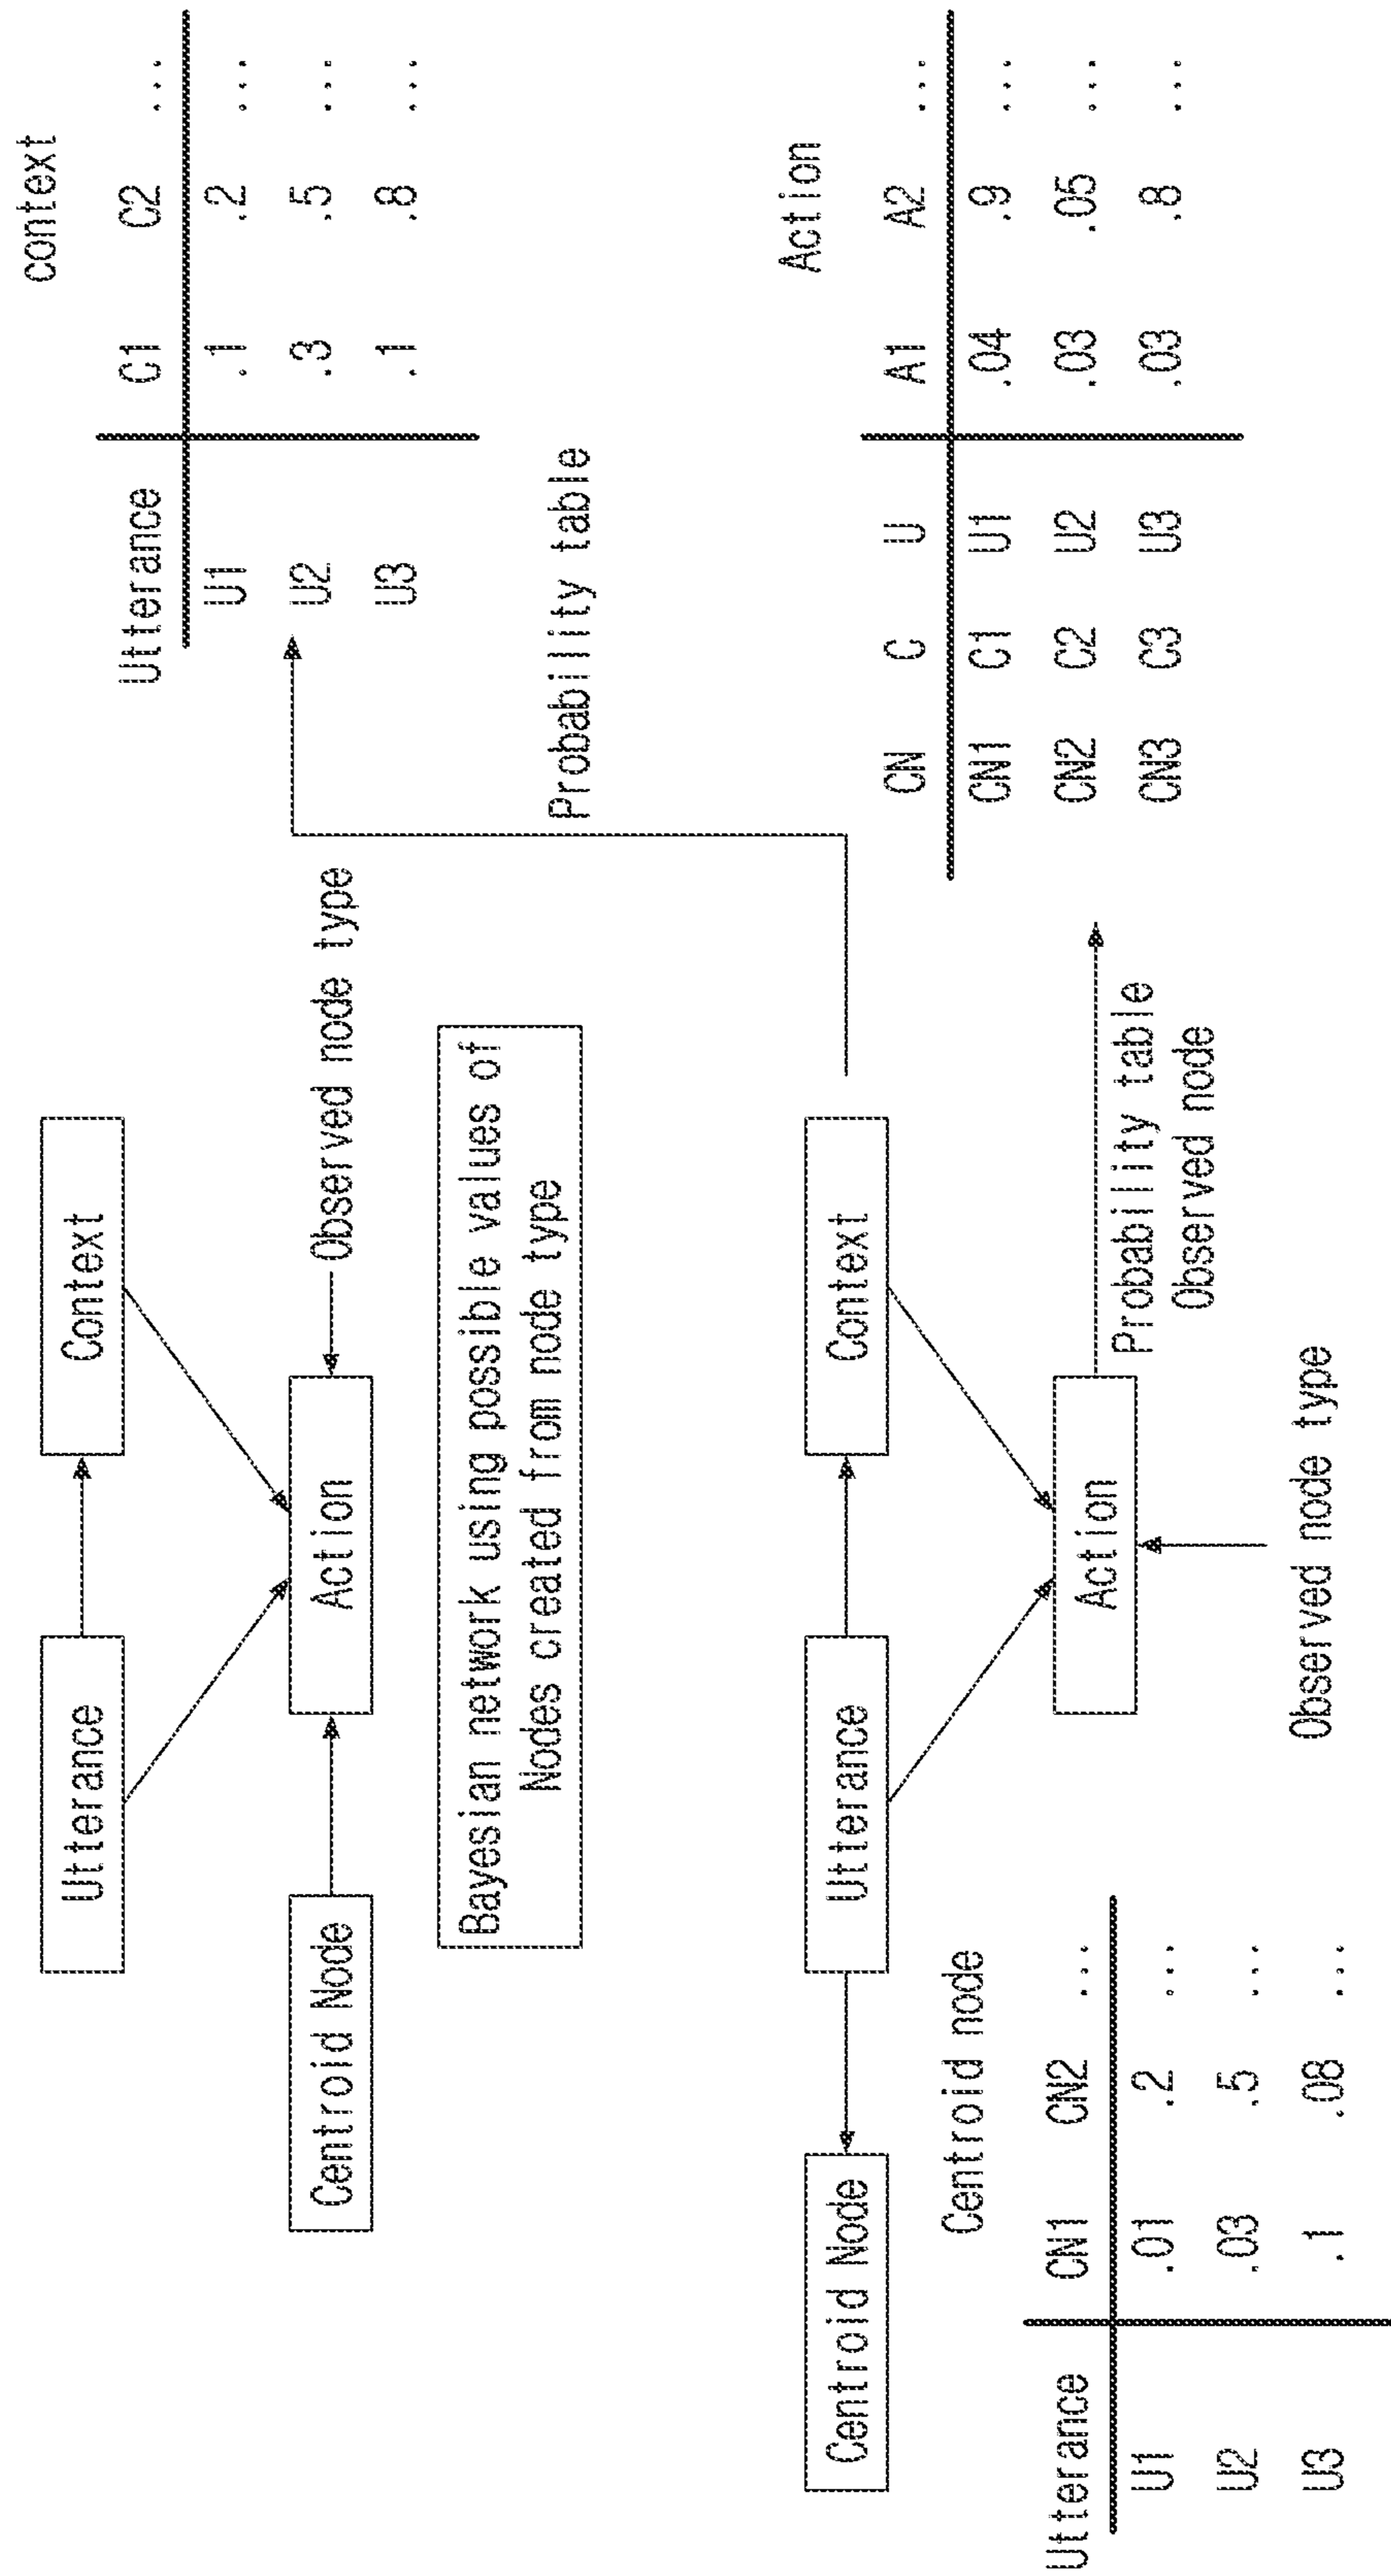 Utterance
Context
Centroid Node
Action
Observed node type
Bayesian network using possible values of
Nodes created from node type
context
Utterance C1 C2 ...
U1 .1 .2 ...
U2 .3 .5 ...
U3 .1 .8 ...
Probability table
Centroid Node
Utterance
Context
Action
Probability table
Observed node
Observed node type
Centroid node
Utterance CN1 CN2 ...
U1 .01 .2 ...
U2 .03 .5 ...
U3 .1 .08 ...
Action
CN C U A1 A2 ...
CN1 C1 U1 .04 .9 ...
CN2 C2 U2 .03 .05 ...
CN3 C3 U3 .03 .8 ...